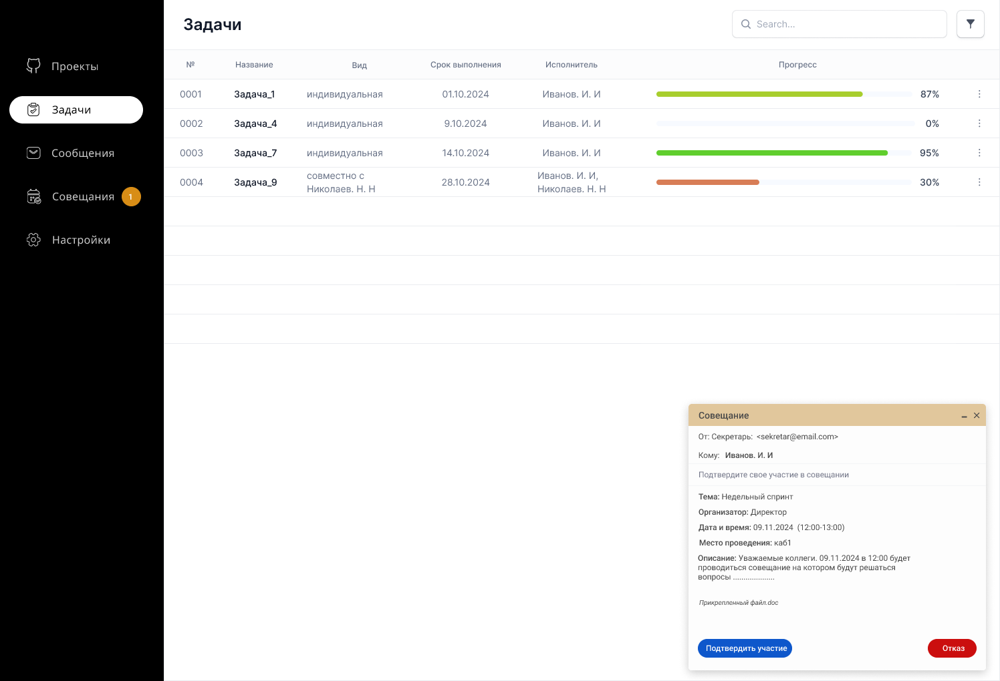 Задачи
Search...
Проекты
Задачи
Сообщения
Совещания 1
Настройки
№ Название Вид Срок выполнения Исполнитель Прогресс
0001 Задача_1 индивидуальная 01.10.2024 Иванов. И. И 87%
0002 Задача_4 индивидуальная 9.10.2024 Иванов. И. И 0%
0003 Задача_7 индивидуальная 14.10.2024 Иванов. И. И 95%
0004 Задача_9 совместно с
Николаев. Н. Н 28.10.2024 Иванов. И. И,
Николаев. Н. Н 30%
Совещание
От: Секретарь: <sekretar@email.com>
Кому: Иванов. И. И
Подтвердите свое участие в совещании
Тема: Недельный спринт
Организатор: Директор
Дата и время: 09.11.2024 (12:00-13:00)
Место проведения: каб1
Описание: Уважаемые коллеги. 09.11.2024 в 12:00 будет
проводиться совещание на котором будут решаться
вопросы ....................
Прикрепленный файл.doc
Подтвердить участие
Отказ